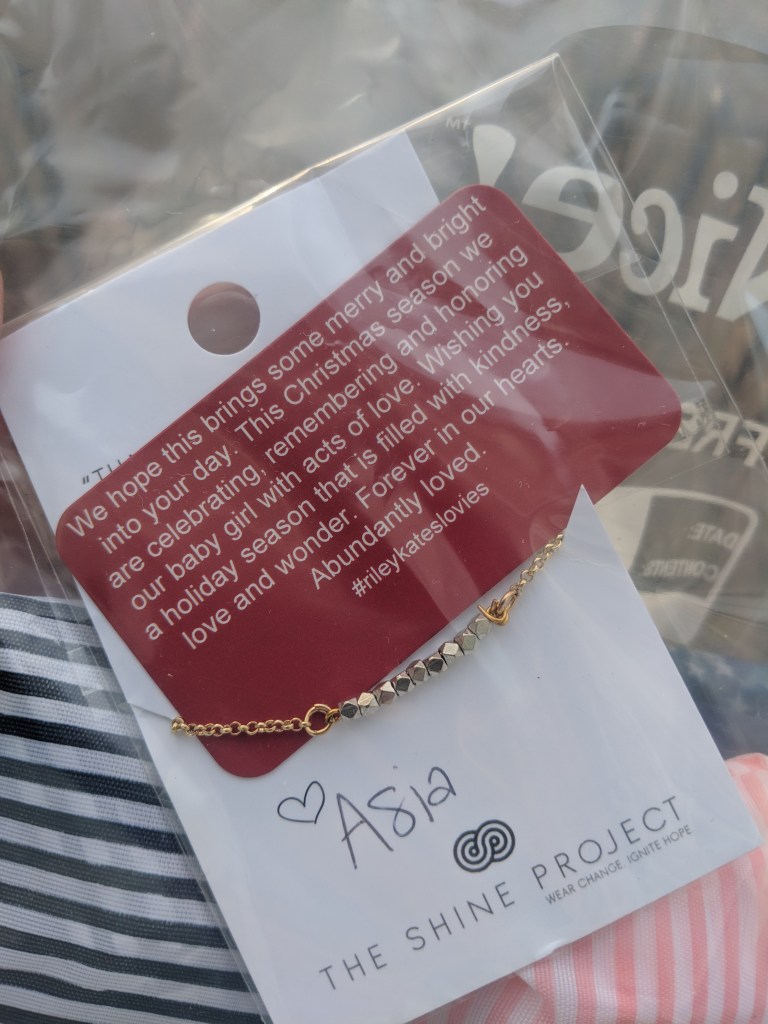 We hope this brings some merry and bright
into your day. This Christmas season we
are celebrating, remembering and honoring
our baby girl with acts of love. Wishing you
a holiday season that is filled with kindness,
love and wonder. Forever in our hearts.
Abundantly loved.
#rileykateslovies
♡ Asia
THE SHINE PROJECT
WEAR CHANGE. IGNITE HOPE
DATE:
CONTENTS: